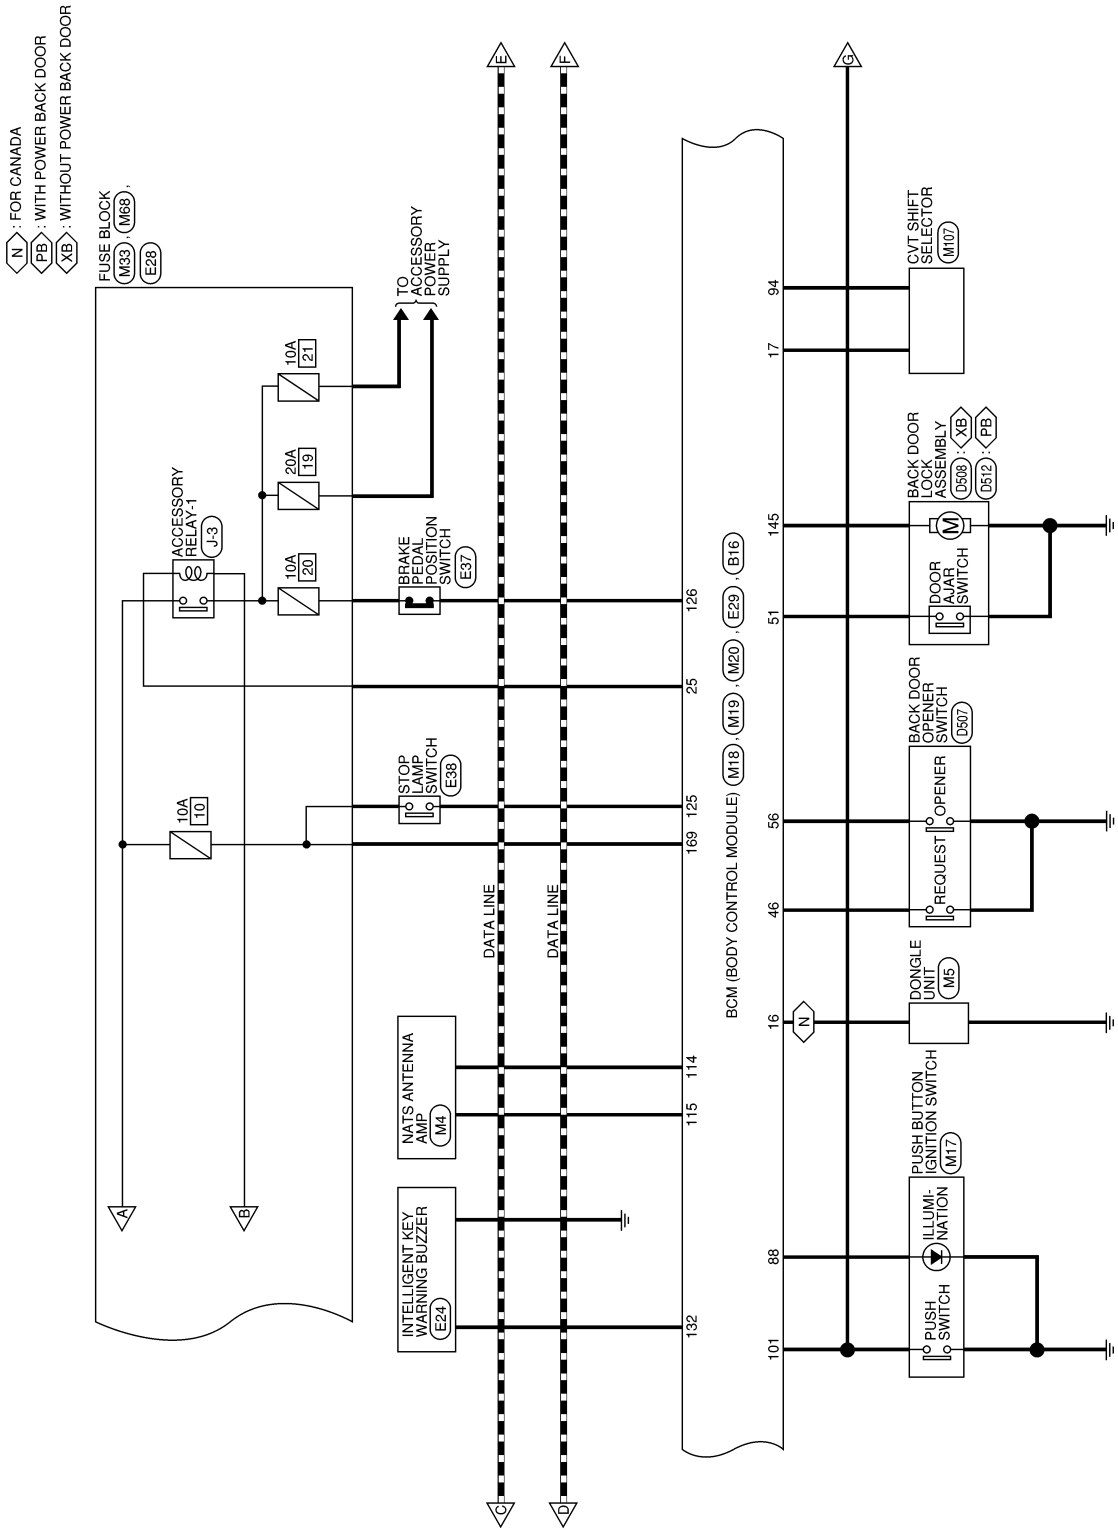 N : FOR CANADA
PB : WITH POWER BACK DOOR
XB : WITHOUT POWER BACK DOOR
FUSE BLOCK
M33 , M68 ,
E28
A
B
10A
10
ACCESSORY
RELAY-1
J-3
10A
20
20A
19
10A
21
TO
ACCESSORY
POWER
SUPPLY
INTELLIGENT KEY
WARNING BUZZER
E24
NATS ANTENNA
AMP
M4
STOP
LAMP
SWITCH
E38
BRAKE
PEDAL
POSITION
SWITCH
E37
C
DATA LINE
E
D
DATA LINE
F
132
115
114
169
125
25
126
BCM (BODY CONTROL MODULE) M18 , M19 , M20 , E29 , B16
101
88
16
46
56
51
145
17
94
N
G
PUSH BUTTON
IGNITION SWITCH
M17
PUSH
SWITCH
ILLUMI-
NATION
DONGLE
UNIT
M5
BACK DOOR
OPENER
SWITCH
D507
REQUEST
OPENER
BACK DOOR
LOCK
ASSEMBLY
D508 : XB
D512 : PB
DOOR
AJAR
SWITCH
M
CVT SHIFT
SELECTOR
M107